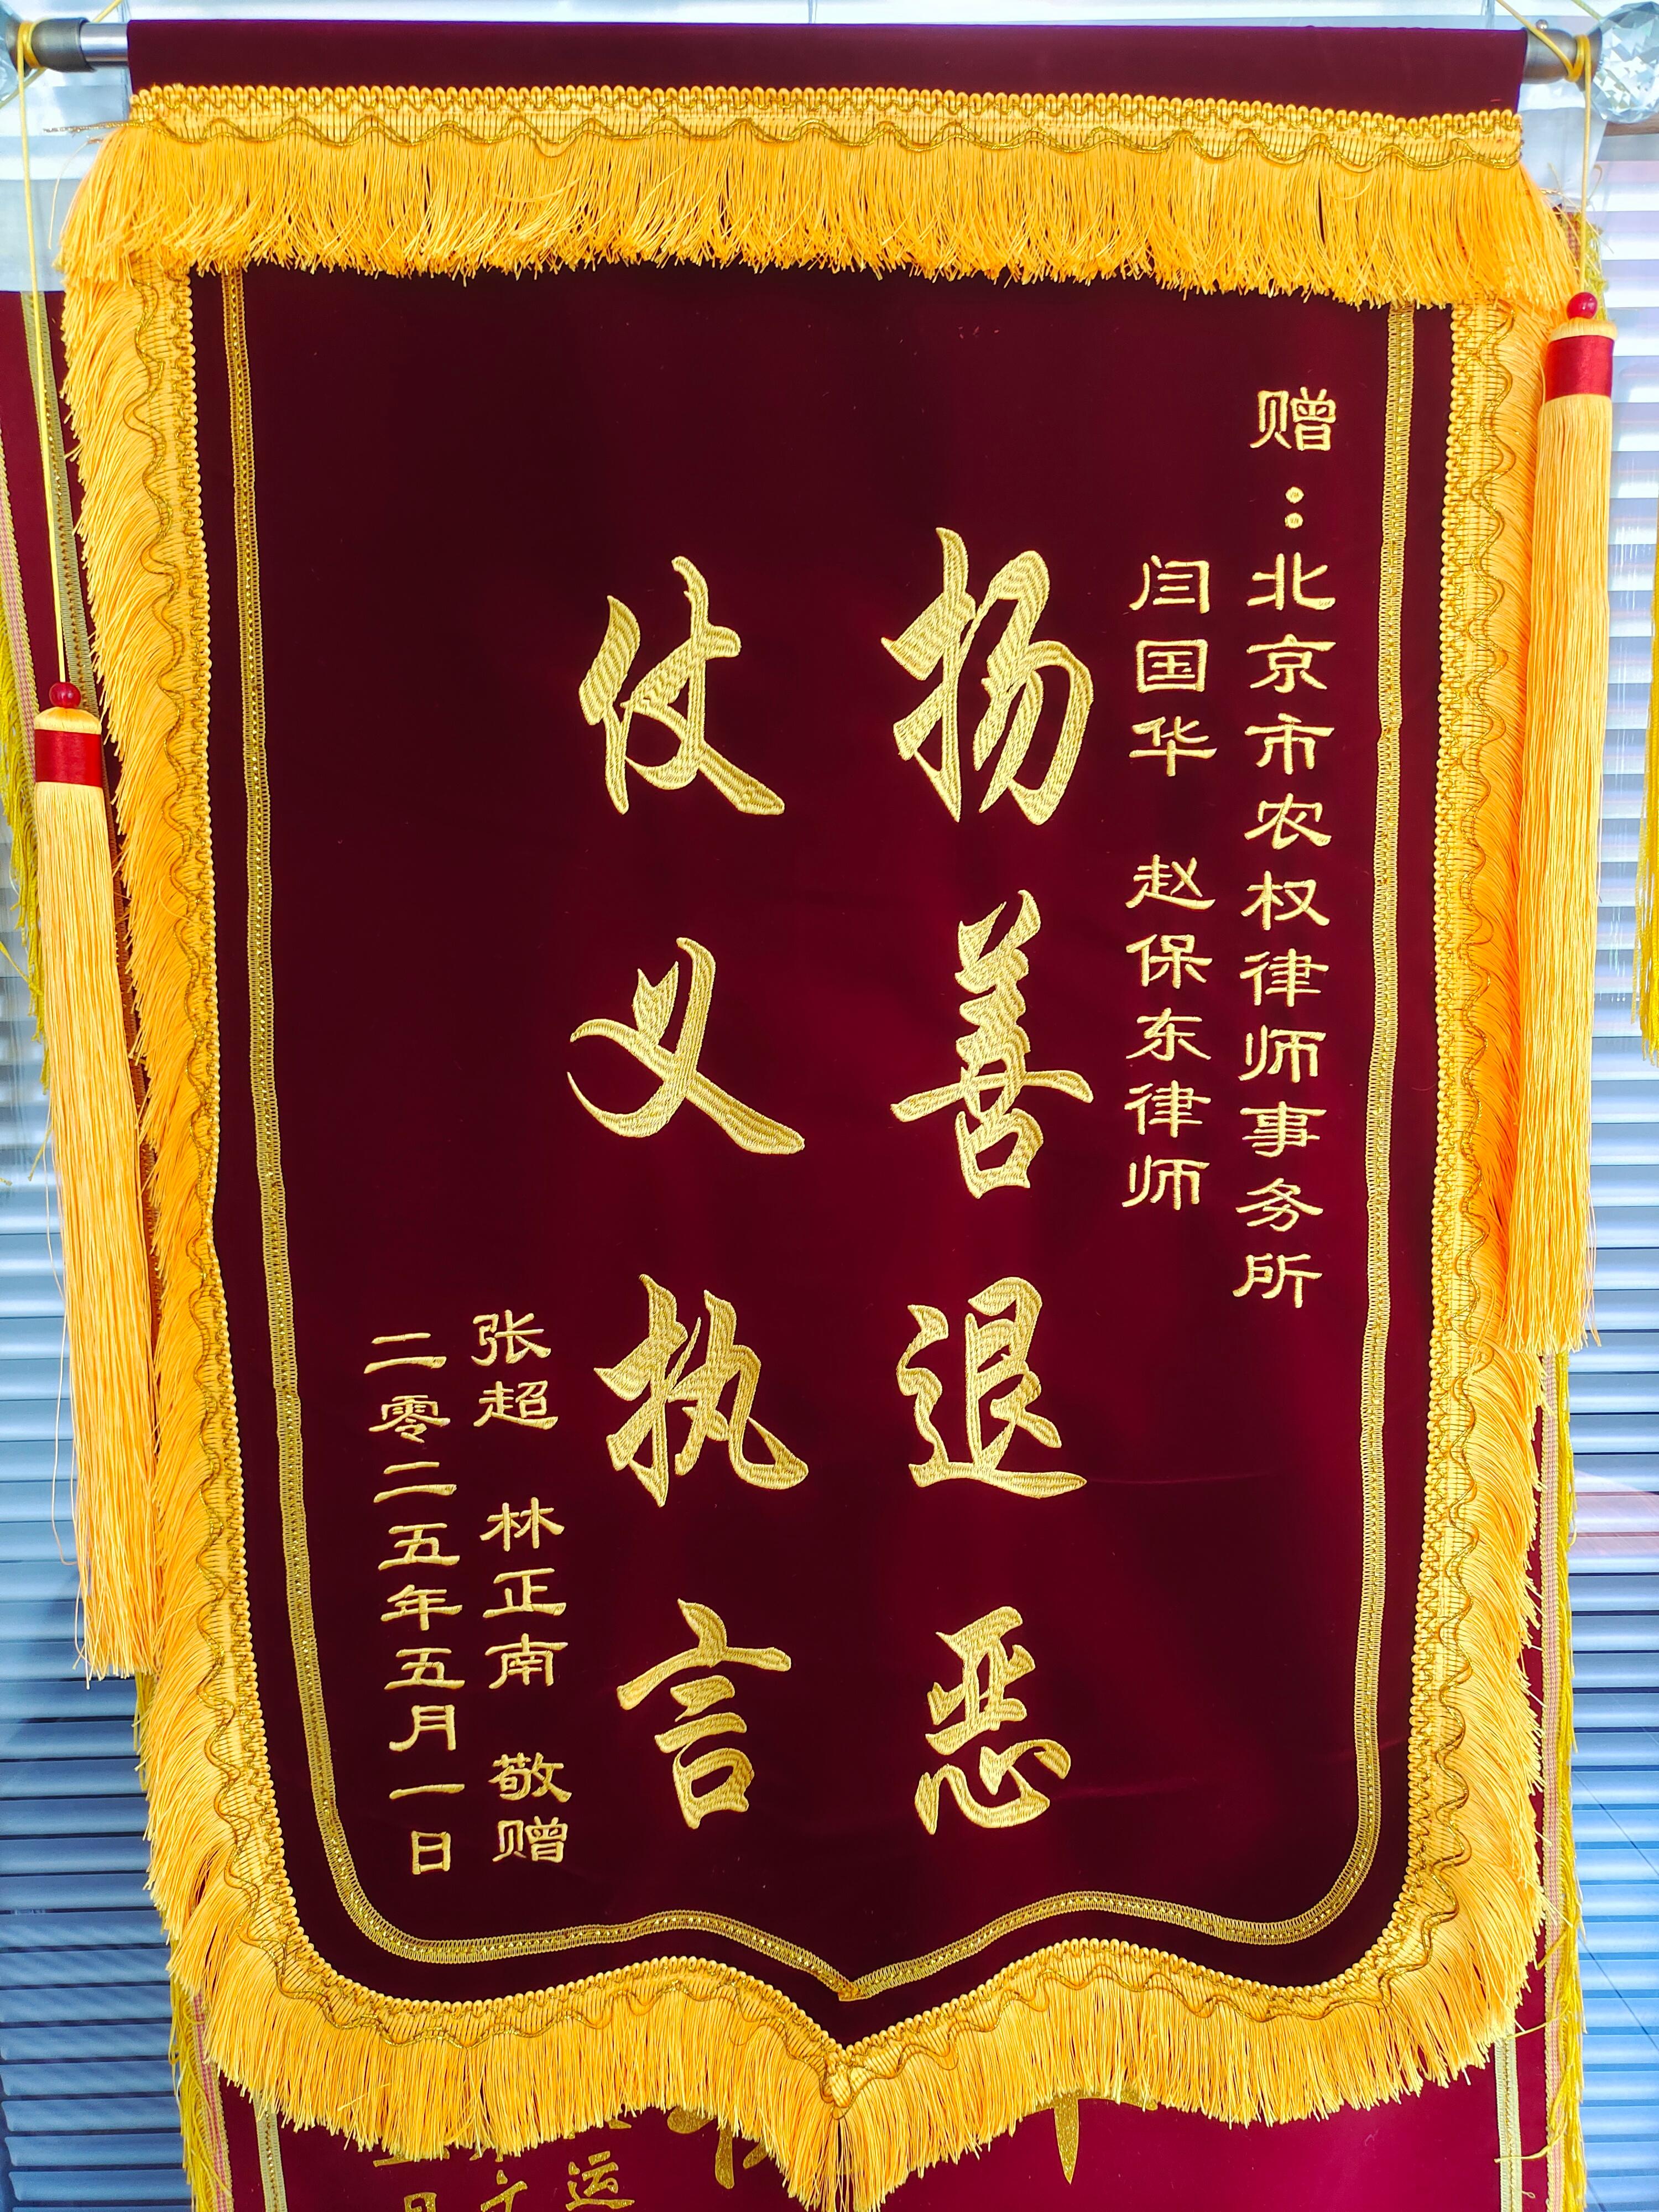 赠：北京市农权律师事务所
闫国华 赵保东律师
扬善退恶
仗义执言
张超 林正南 敬赠
二零二五年五月一日
运